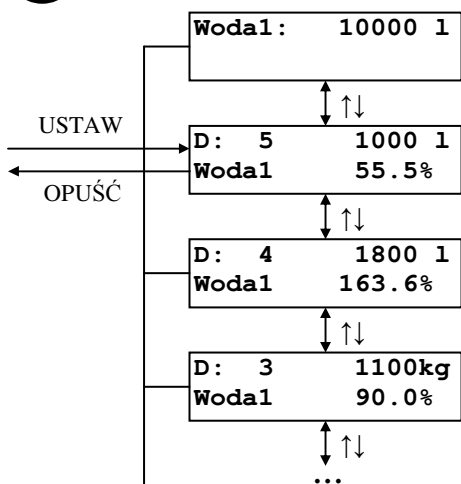 Woda1: 10000 l
↑↓
USTAW
D: 5 1000 l
Woda1 55.5%
OPUŚĆ
↑↓
D: 4 1800 l
Woda1 163.6%
↑↓
D: 3 1100kg
Woda1 90.0%
↑↓
...